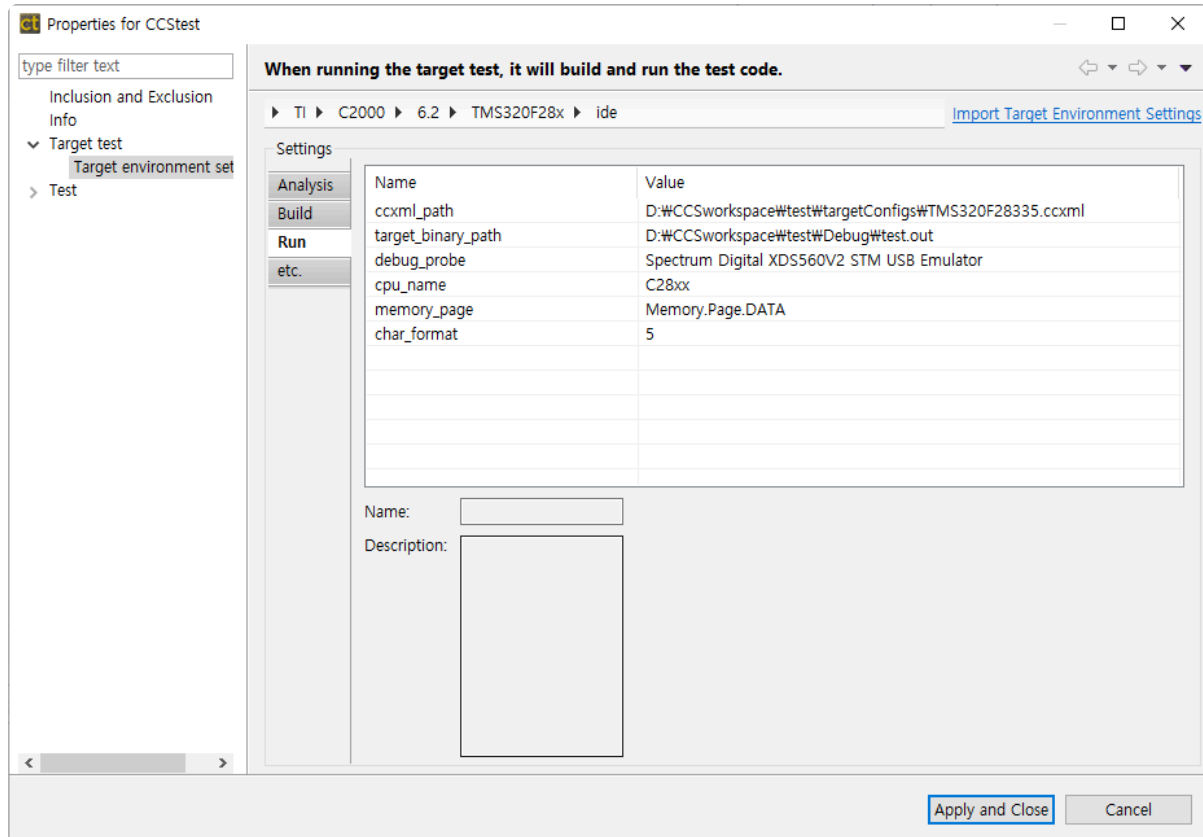 ct Properties for CCStest
type filter text
Inclusion and Exclusion
Info
Target test
Target environment set
Test
When running the target test, it will build and run the test code.
TI C2000 6.2 TMS320F28x ide
Import Target Environment Settings
Settings
Analysis
Build
Run
etc.
Name Value
ccxml_path D:₩CCSworkspace₩test₩targetConfigs₩TMS320F28335.ccxml
target_binary_path D:₩CCSworkspace₩test₩Debug₩test.out
debug_probe Spectrum Digital XDS560V2 STM USB Emulator
cpu_name C28xx
memory_page Memory.Page.DATA
char_format 5
Name:
Description:
Apply and Close
Cancel